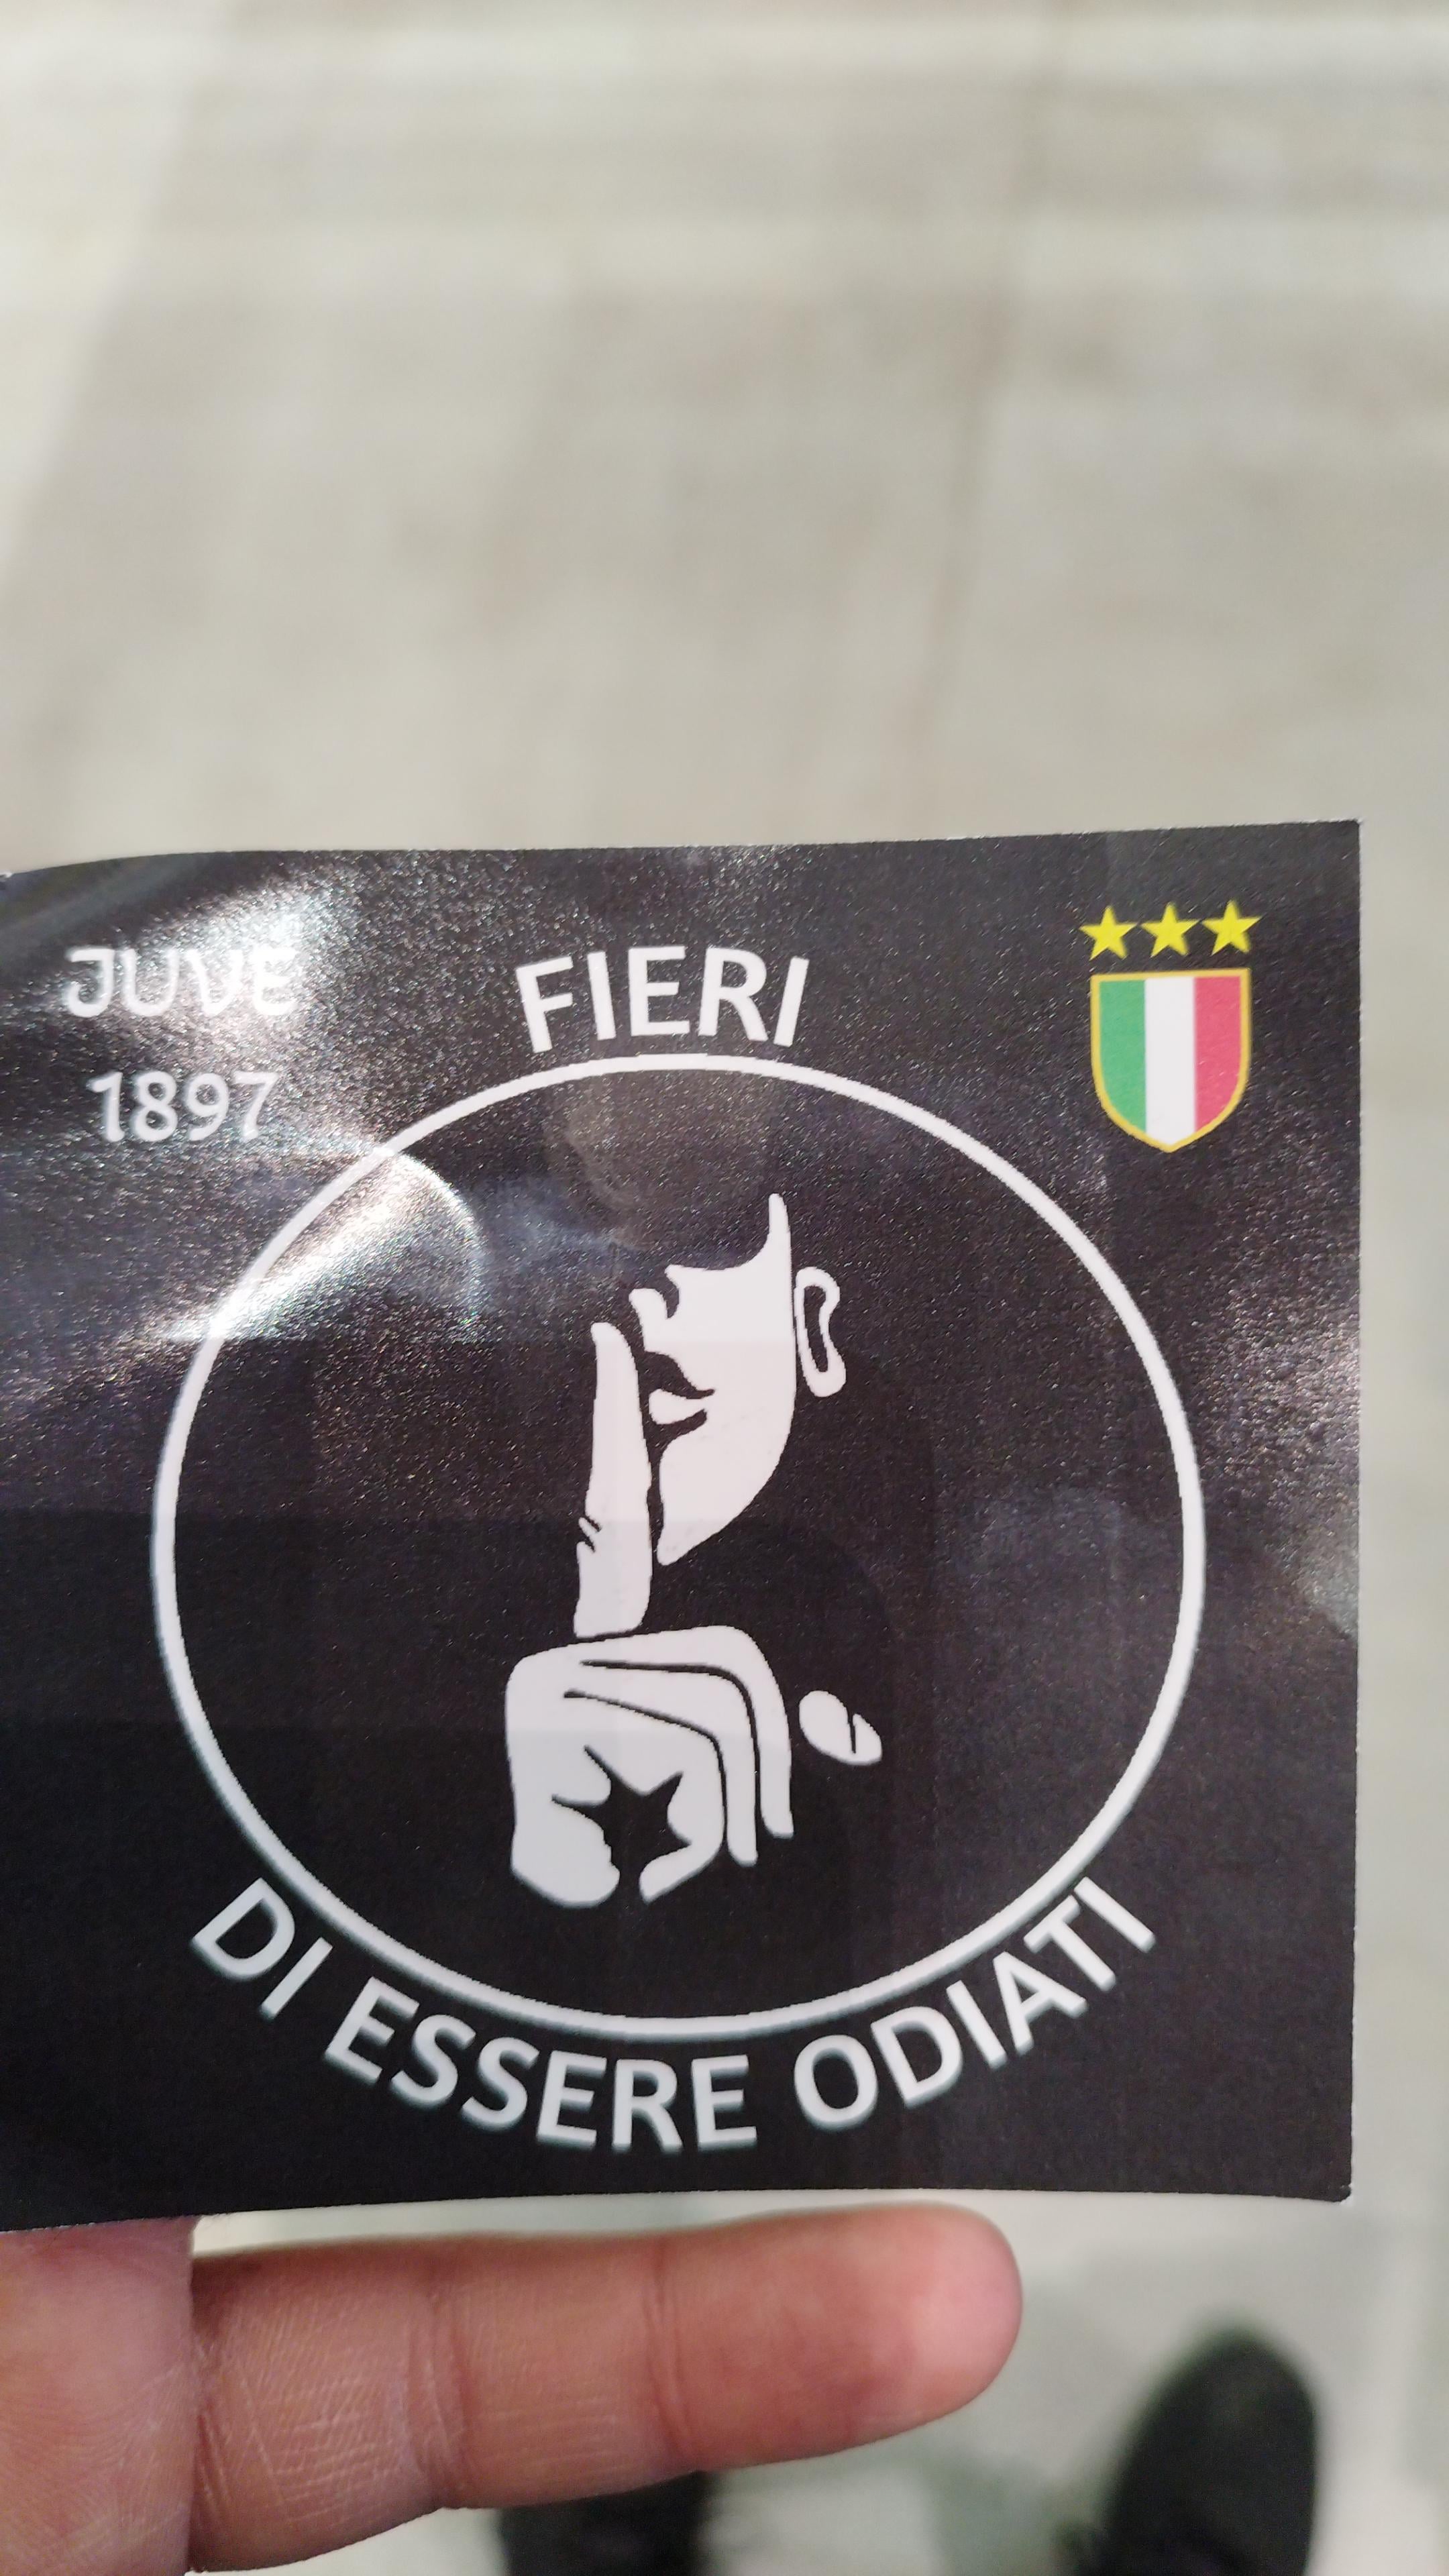 JUVE
1897
FIERI
DI ESSERE ODIATI